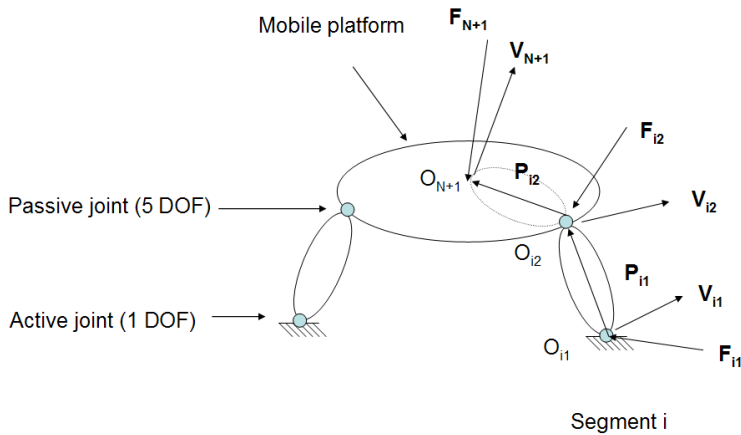 Mobile platform
F_{N+1}
V_{N+1}
F_{i2}
O_{N+1}
P_{i2}
Passive joint (5 DOF)
V_{i2}
O_{i2}
P_{i1}
V_{i1}
Active joint (1 DOF)
O_{i1}
F_{i1}
Segment i